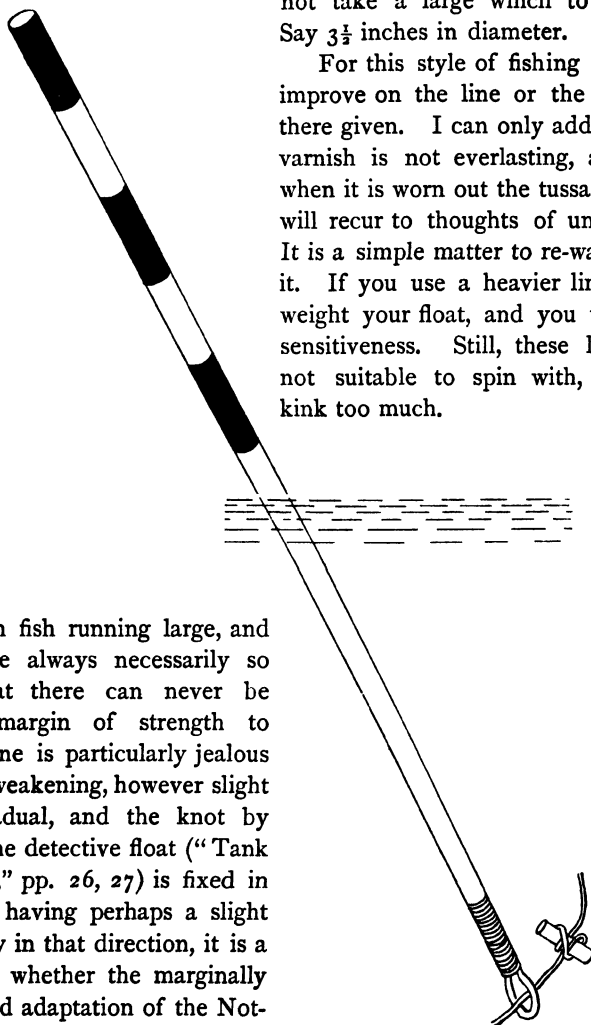 not take a large which to
Say 3½ inches in diameter.
For this style of fishing
improve on the line or the
there given. I can only add
varnish is not everlasting, a
when it is worn out the tussa
will recur to thoughts of un
It is a simple matter to re-wa
it. If you use a heavier lin
weight your float, and you
sensitiveness. Still, these l
not suitable to spin with,
kink too much.
n fish running large, and
e always necessarily so
at there can never be
margin of strength to
ne is particularly jealous
weakening, however slight
dual, and the knot by
he detective float (“Tank
,” pp. 26, 27) is fixed in
having perhaps a slight
y in that direction, it is a
whether the marginally
d adaptation of the Not-